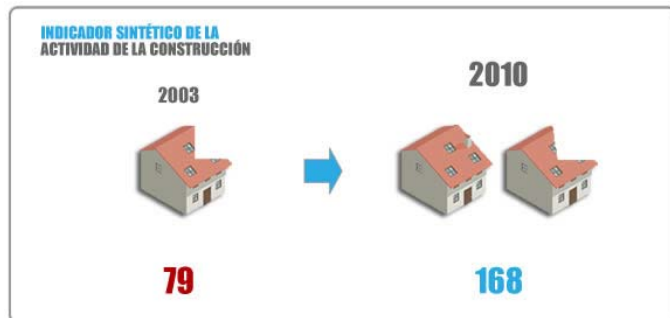 INDICADOR SINTÉTICO DE LA
ACTIVIDAD DE LA CONSTRUCCIÓN
2003
2010
79
168